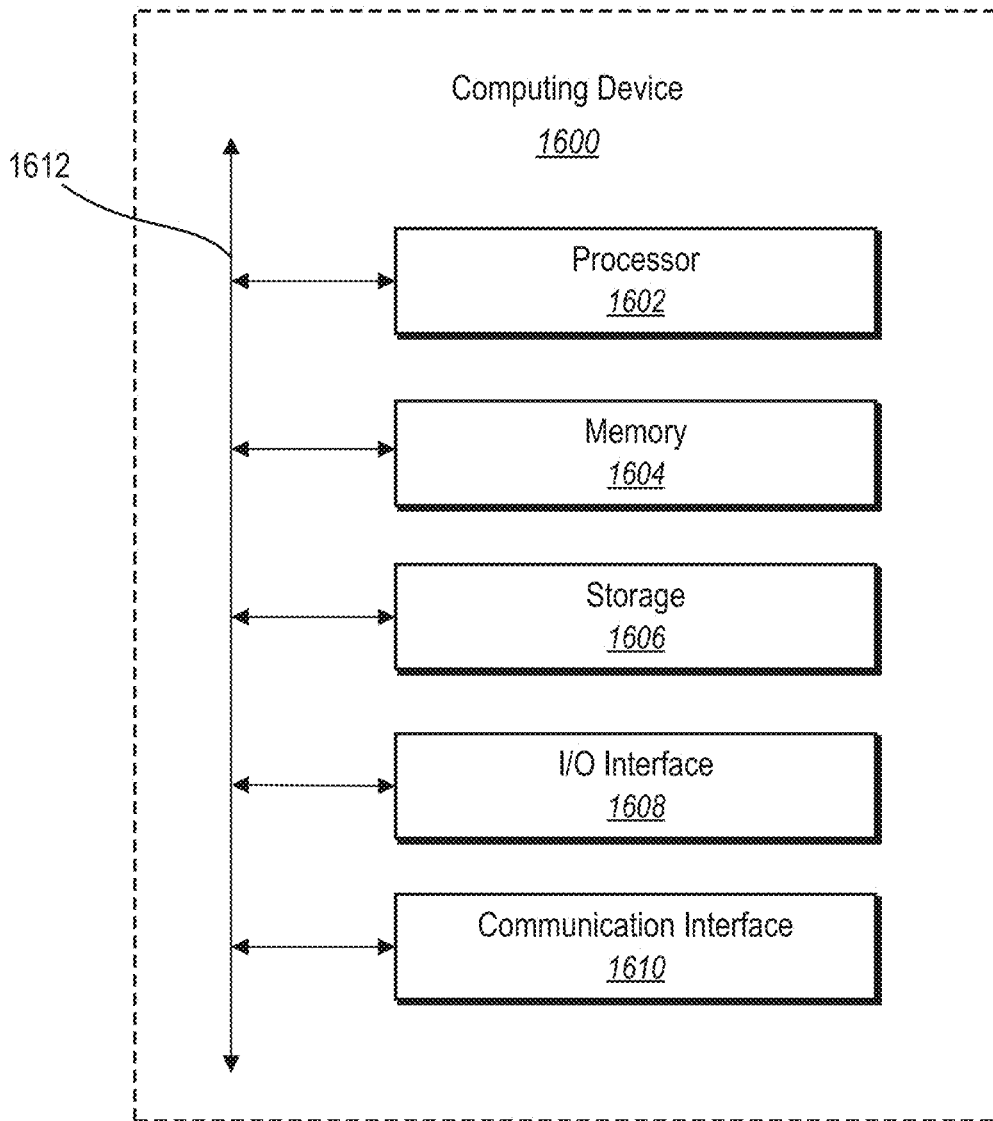 Computing Device
1600
1612
Processor
1602
Memory
1604
Storage
1606
I/O Interface
1608
Communication Interface
1610